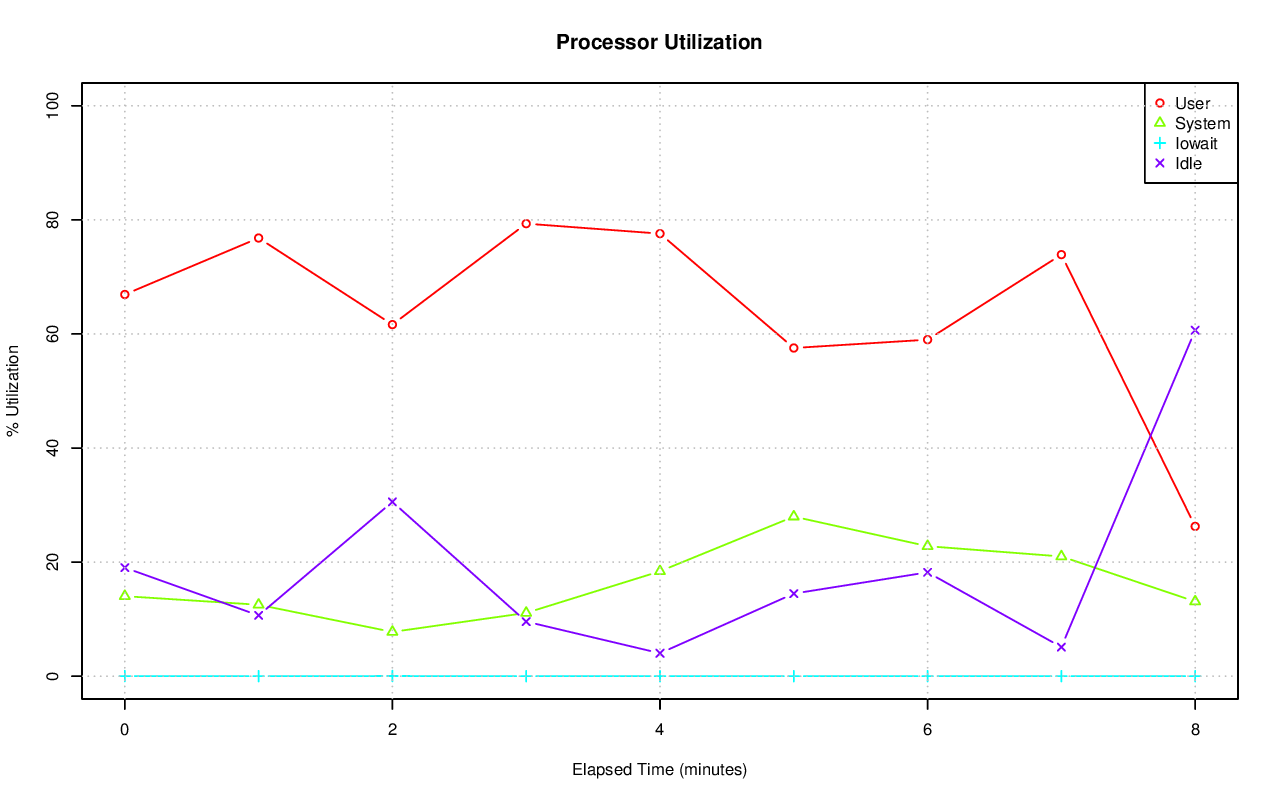 Processor Utilization
User
System
Iowait
Idle
% Utilization
100
80
60
40
20
0
0 2 4 6 8
Elapsed Time (minutes)